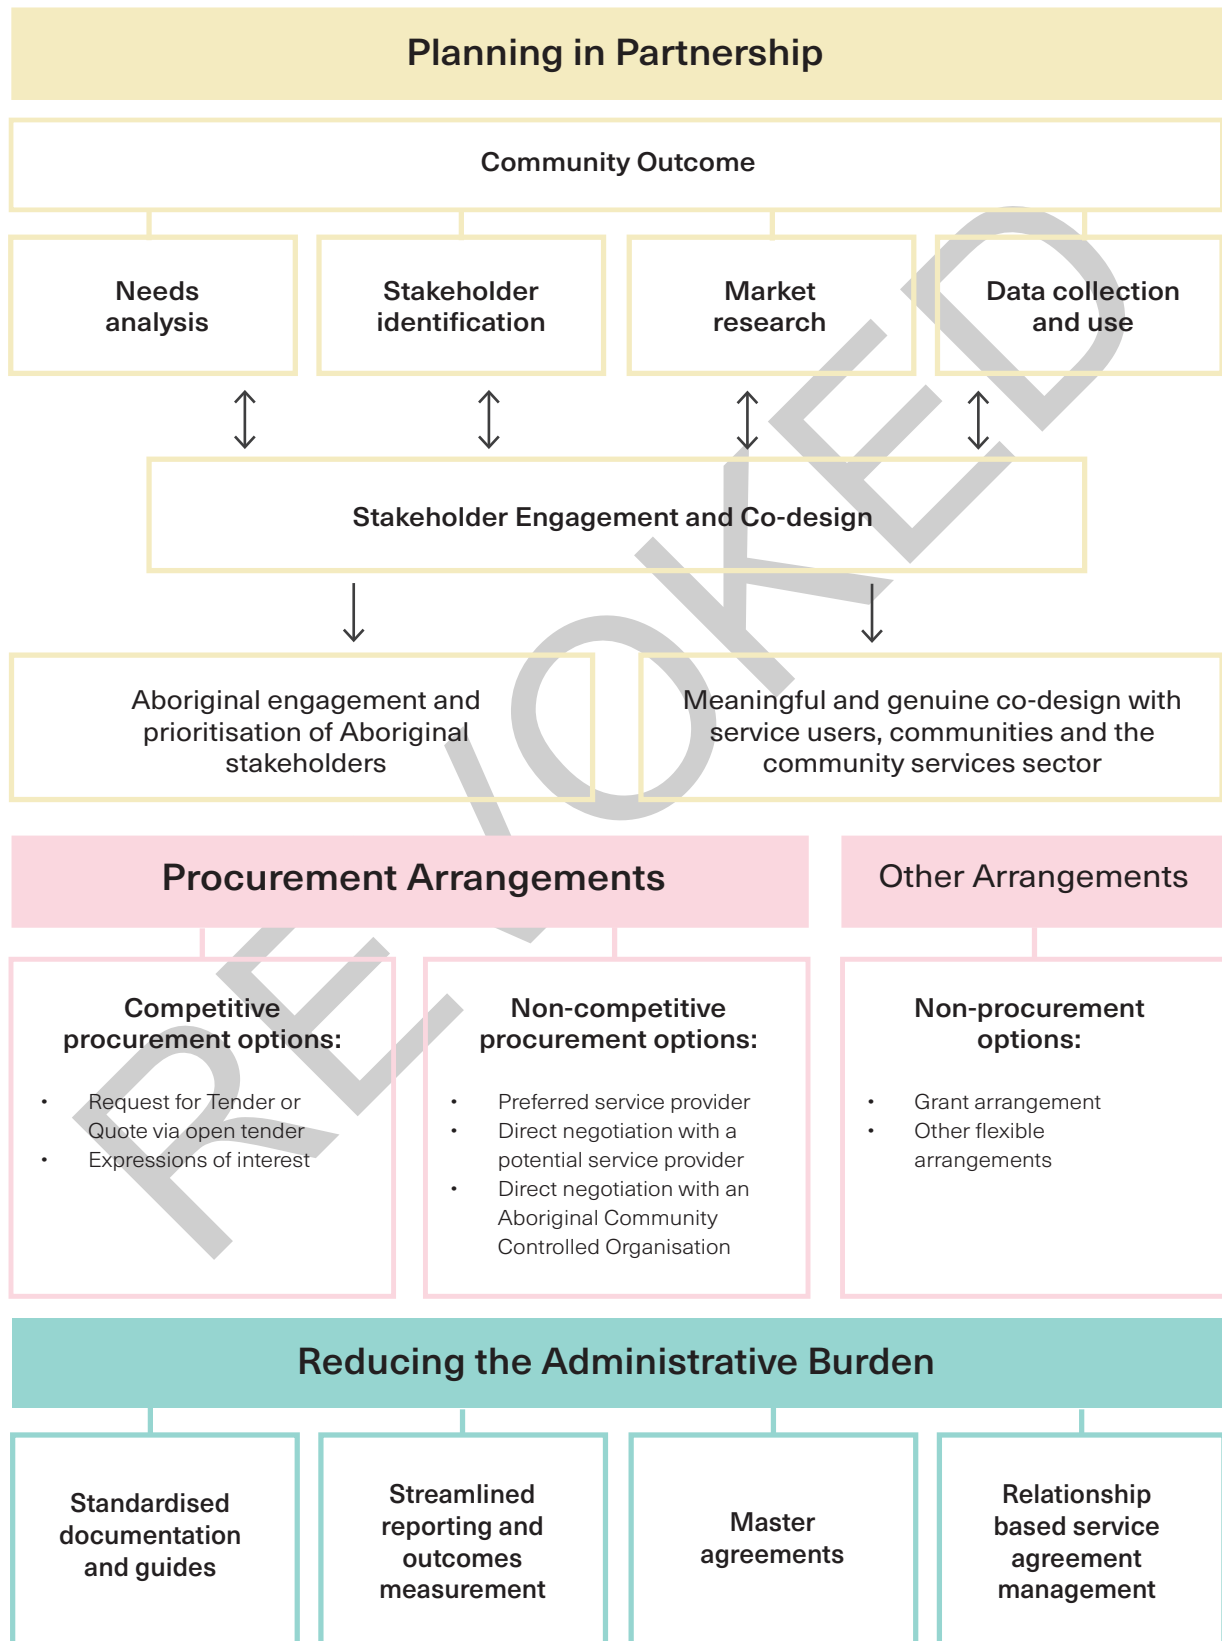 Planning in Partnership
Community Outcome
Needs
analysis
Stakeholder
identification
Market
research
Data collection
and use
Stakeholder Engagement and Co-design
Aboriginal engagement and
prioritisation of Aboriginal
stakeholders
Meaningful and genuine co-design with
service users, communities and the
community services sector
Procurement Arrangements
Other Arrangements
Competitive
procurement options:
• Request for Tender or
Quote via open tender
• Expressions of interest
Non-competitive
procurement options:
• Preferred service provider
• Direct negotiation with a
potential service provider
• Direct negotiation with an
Aboriginal Community
Controlled Organisation
Non-procurement
options:
• Grant arrangement
• Other flexible
arrangements
Reducing the Administrative Burden
Standardised
documentation
and guides
Streamlined
reporting and
outcomes
measurement
Master
agreements
Relationship
based service
agreement
management
REVOKED